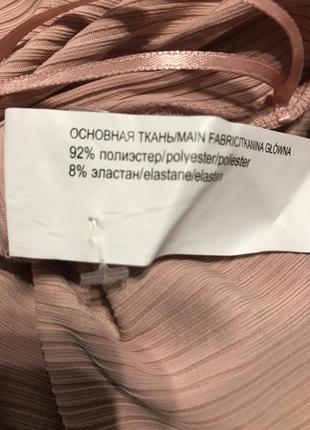 ОСНОВНАЯ ТКАНЬ/MAIN FABRIC/TKANINA GŁÓWNA
92% полиэстер/polyester/poliester
8% эластан/elastane/elastan